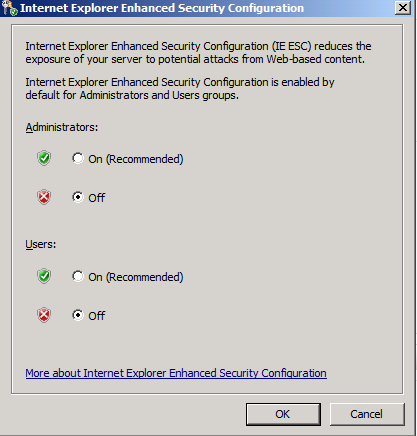 Internet Explorer Enhanced Security Configuration
Internet Explorer Enhanced Security Configuration (IE ESC) reduces the
exposure of your server to potential attacks from Web-based content.
Internet Explorer Enhanced Security Configuration is enabled by
default for Administrators and Users groups.
Administrators:
On (Recommended)
Off
Users:
On (Recommended)
Off
More about Internet Explorer Enhanced Security Configuration
OK
Cancel